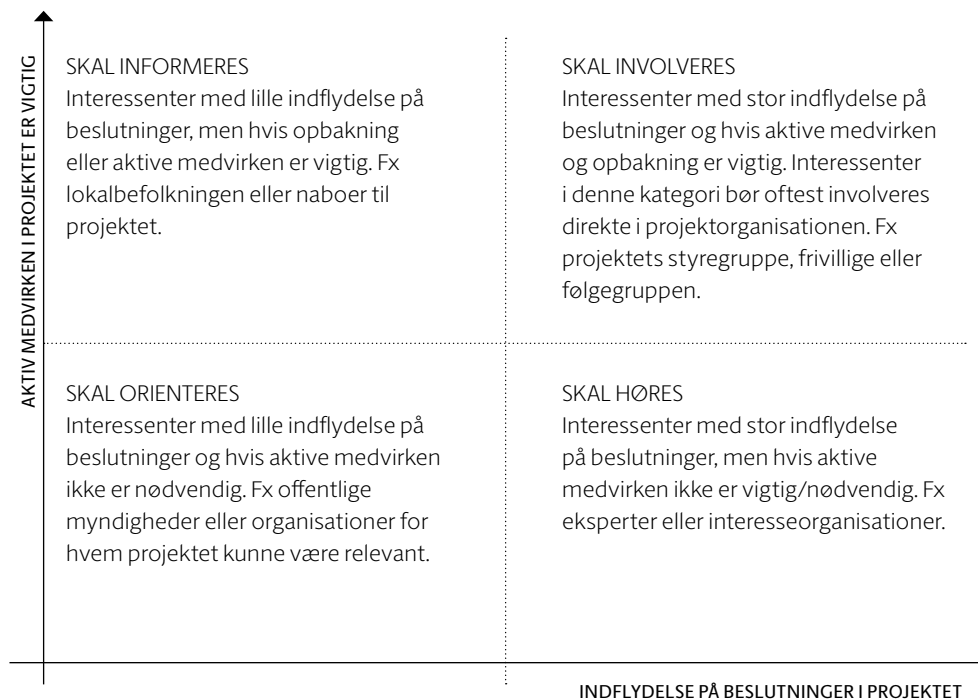 AKTIV MEDVIRKEN I PROJEKTET ER VIGTIG
SKAL INFORMERES
Interessenter med lille indflydelse på
beslutninger, men hvis opbakning
eller aktive medvirken er vigtig. Fx
lokalbefolkningen eller naboer til
projektet.
SKAL INVOLVERES
Interessenter med stor indflydelse på
beslutninger og hvis aktive medvirken
og opbakning er vigtig. Interessenter
i denne kategori bør oftest involveres
direkte i projektorganisationen. Fx
projektets styregruppe, frivillige eller
følgegruppen.
SKAL ORIENTERES
Interessenter med lille indflydelse på
beslutninger og hvis aktive medvirken
ikke er nødvendig. Fx offentlige
myndigheder eller organisationer for
hvem projektet kunne være relevant.
SKAL HØRES
Interessenter med stor indflydelse
på beslutninger, men hvis aktive
medvirken ikke er vigtig/nødvendig. Fx
eksperter eller interesseorganisationer.
INDFLYDELSE PÅ BESLUTNINGER I PROJEKTET